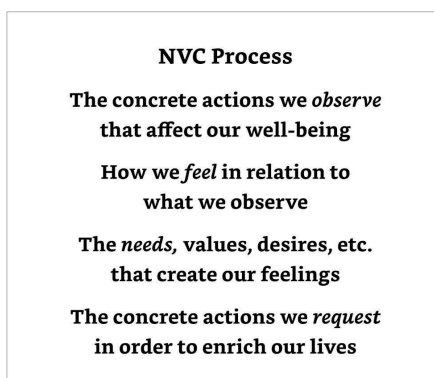 NVC Process
The concrete actions we observe
that affect our well-being
How we feel in relation to
what we observe
The needs, values, desires, etc.
that create our feelings
The concrete actions we request
in order to enrich our lives